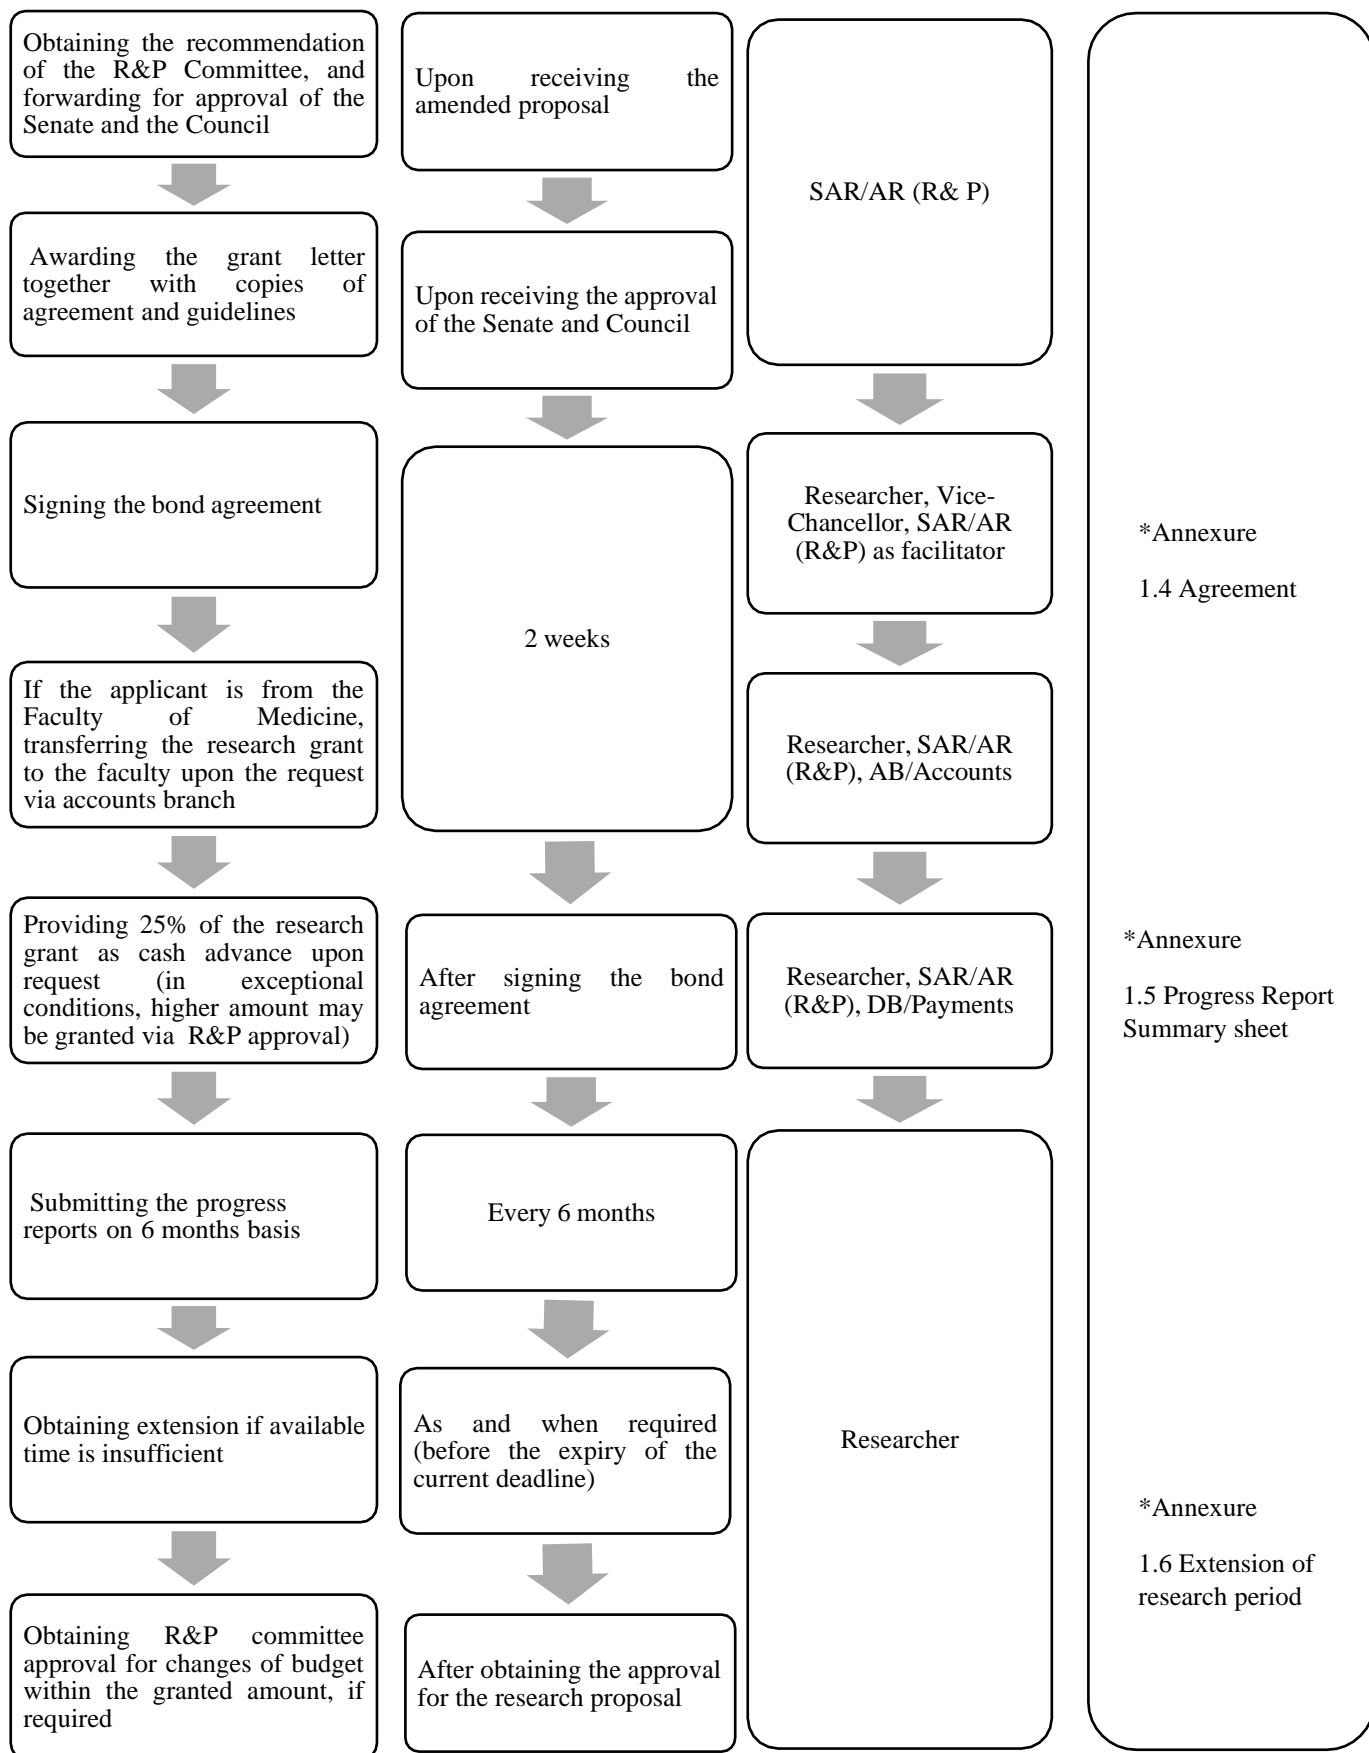 Obtaining the recommendation
of the R&P Committee, and
forwarding for approval of the
Senate and the Council
Upon receiving the
amended proposal
SAR/AR (R& P)
Awarding the grant letter
together with copies of
agreement and guidelines
Upon receiving the approval
of the Senate and Council
Signing the bond agreement
2 weeks
Researcher, Vice-
Chancellor, SAR/AR
(R&P) as facilitator
*Annexure
1.4 Agreement
If the applicant is from the
Faculty of Medicine,
transferring the research grant
to the faculty upon the request
via accounts branch
Researcher, SAR/AR
(R&P), AB/Accounts
Providing 25% of the research
grant as cash advance upon
request (in exceptional
conditions, higher amount may
be granted via R&P approval)
After signing the bond
agreement
Researcher, SAR/AR
(R&P), DB/Payments
*Annexure
1.5 Progress Report
Summary sheet
Submitting the progress
reports on 6 months basis
Every 6 months
Researcher
Obtaining extension if available
time is insufficient
As and when required
(before the expiry of the
current deadline)
*Annexure
1.6 Extension of
research period
Obtaining R&P committee
approval for changes of budget
within the granted amount, if
required
After obtaining the approval
for the research proposal